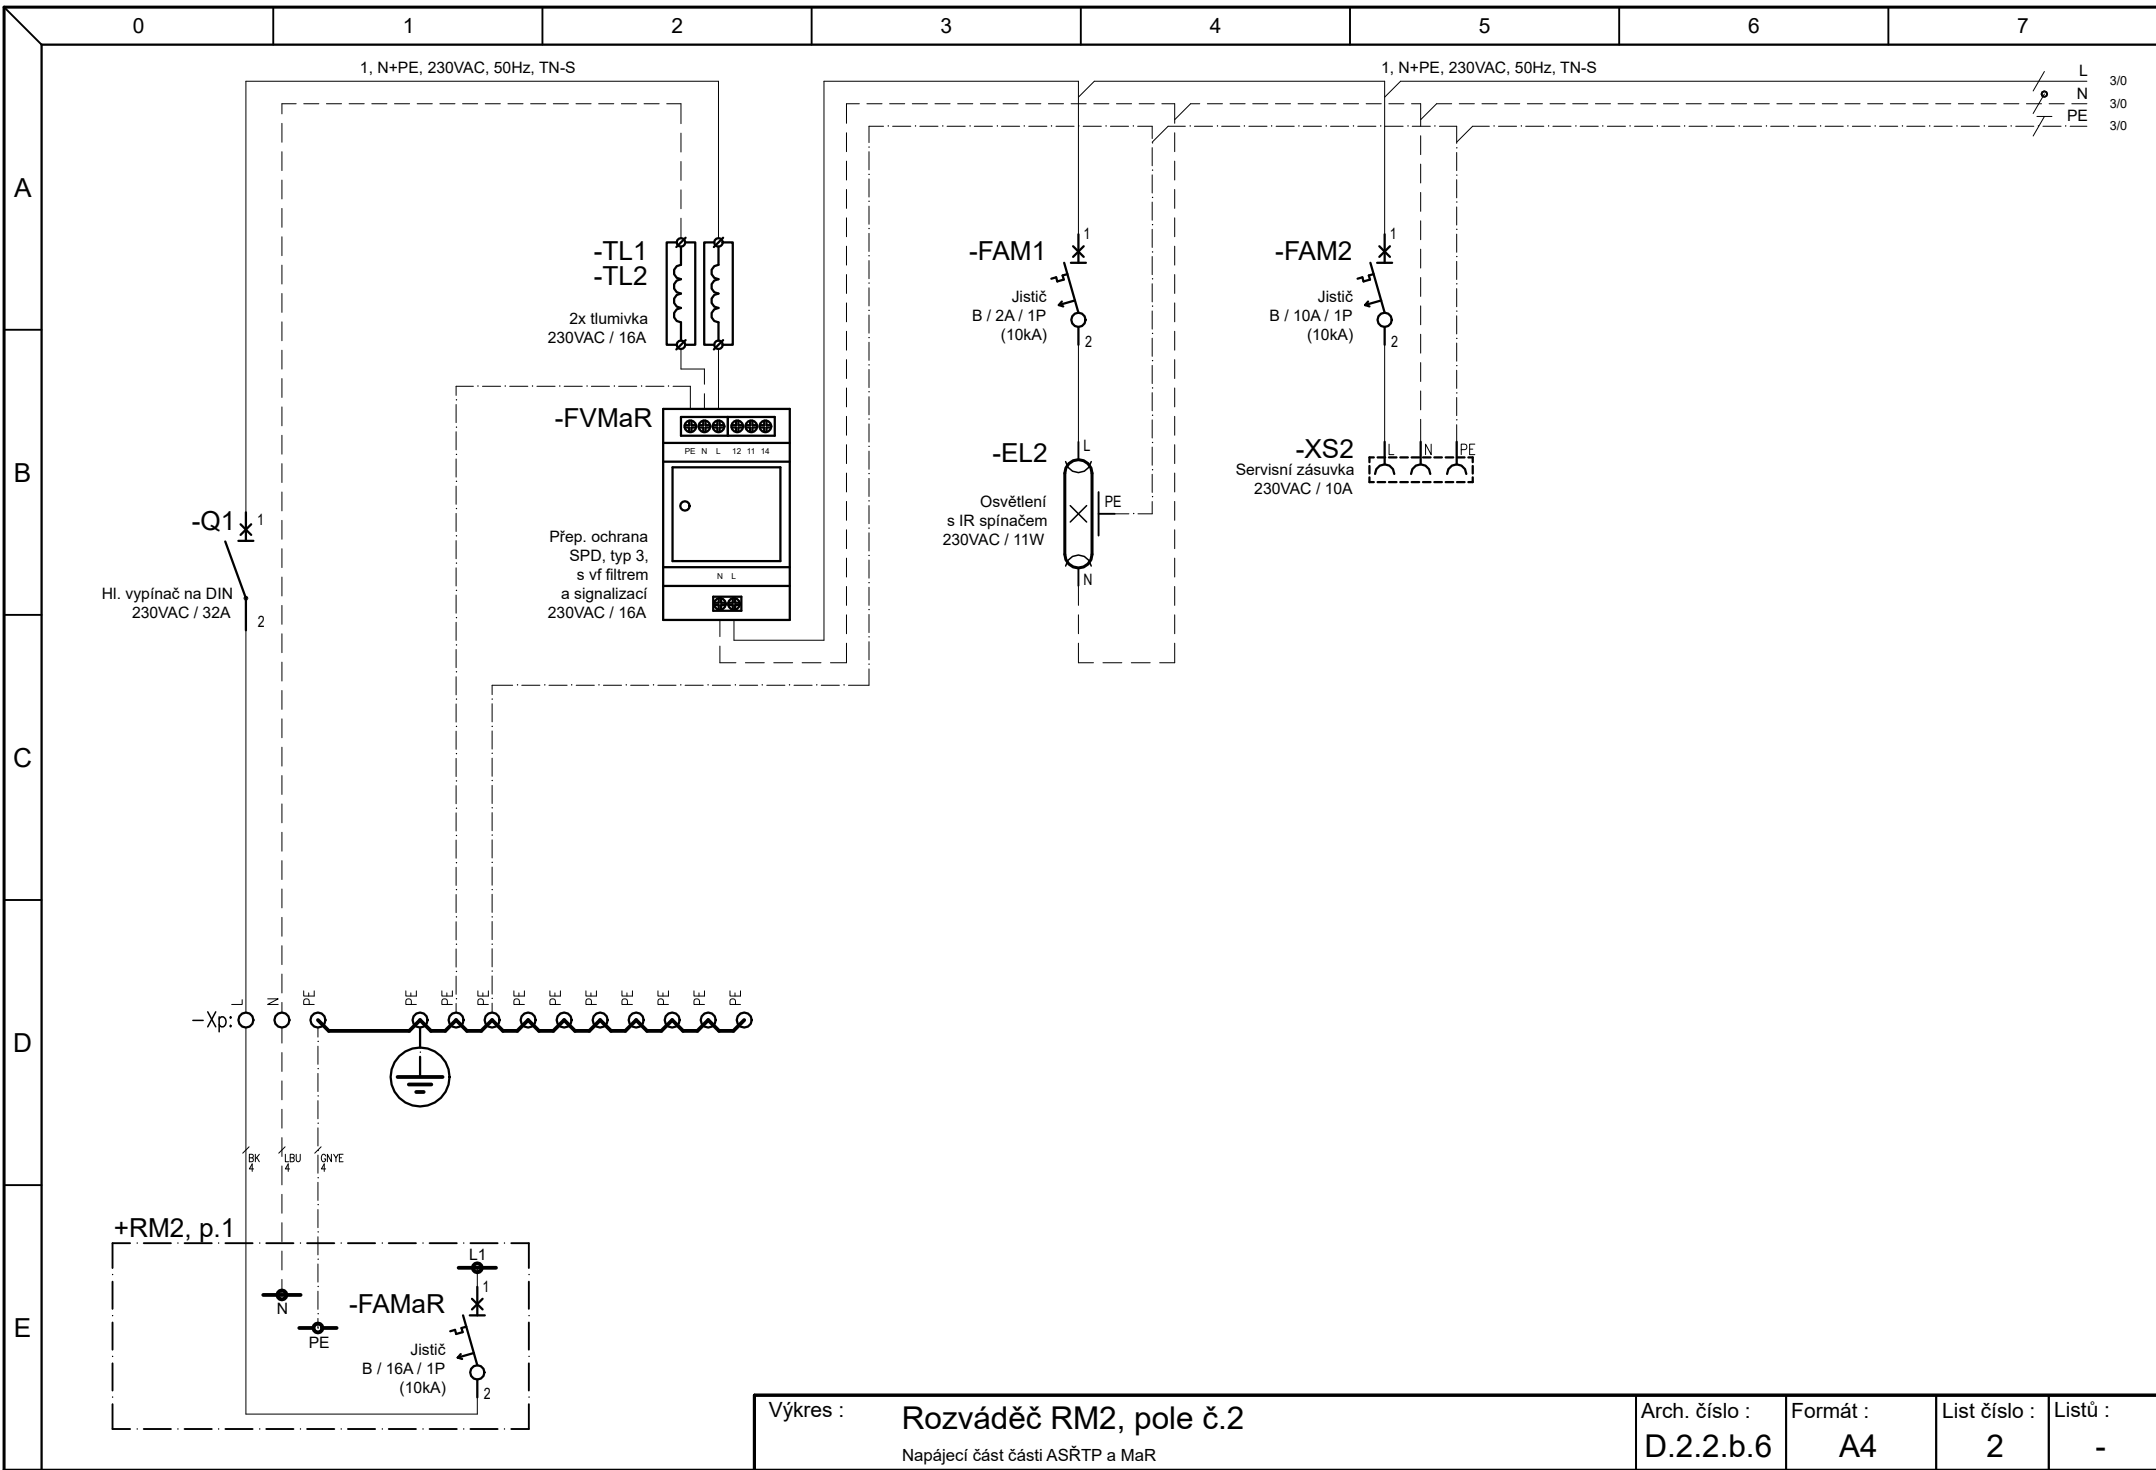 0 1 2 3 4 5 6 7
1, N+PE, 230VAC, 50Hz, TN-S
1, N+PE, 230VAC, 50Hz, TN-S
L 3/0
N 3/0
PE 3/0
A
-TL1
-TL2
2x tlumivka
230VAC / 16A
-FAM1
1
Jistič
B / 2A / 1P
(10kA)
2
-FAM2
1
Jistič
B / 10A / 1P
(10kA)
2
B
-FVMaR
PE N L 12 11 14
Přep. ochrana
SPD, typ 3,
s vf filtrem
a signalizací
230VAC / 16A
N L
-EL2
L
Osvětlení
s IR spínačem
230VAC / 11W
PE
N
-XS2
Servisní zásuvka
230VAC / 10A
L N PE
-Q1
1
Hl. vypínač na DIN
230VAC / 32A
2
C
D
-Xp:
L N PE PE PE PE PE PE PE PE PE PE PE
BK
4
LBU
4
GNYE
4
E
+RM2, p.1
N
PE
L1
-FAMaR
1
Jistič
B / 16A / 1P
(10kA)
2
Výkres :
Rozváděč RM2, pole č.2
Napájecí část části ASŘTP a MaR
Arch. číslo :
D.2.2.b.6
Formát :
A4
List číslo :
2
Listů :
-